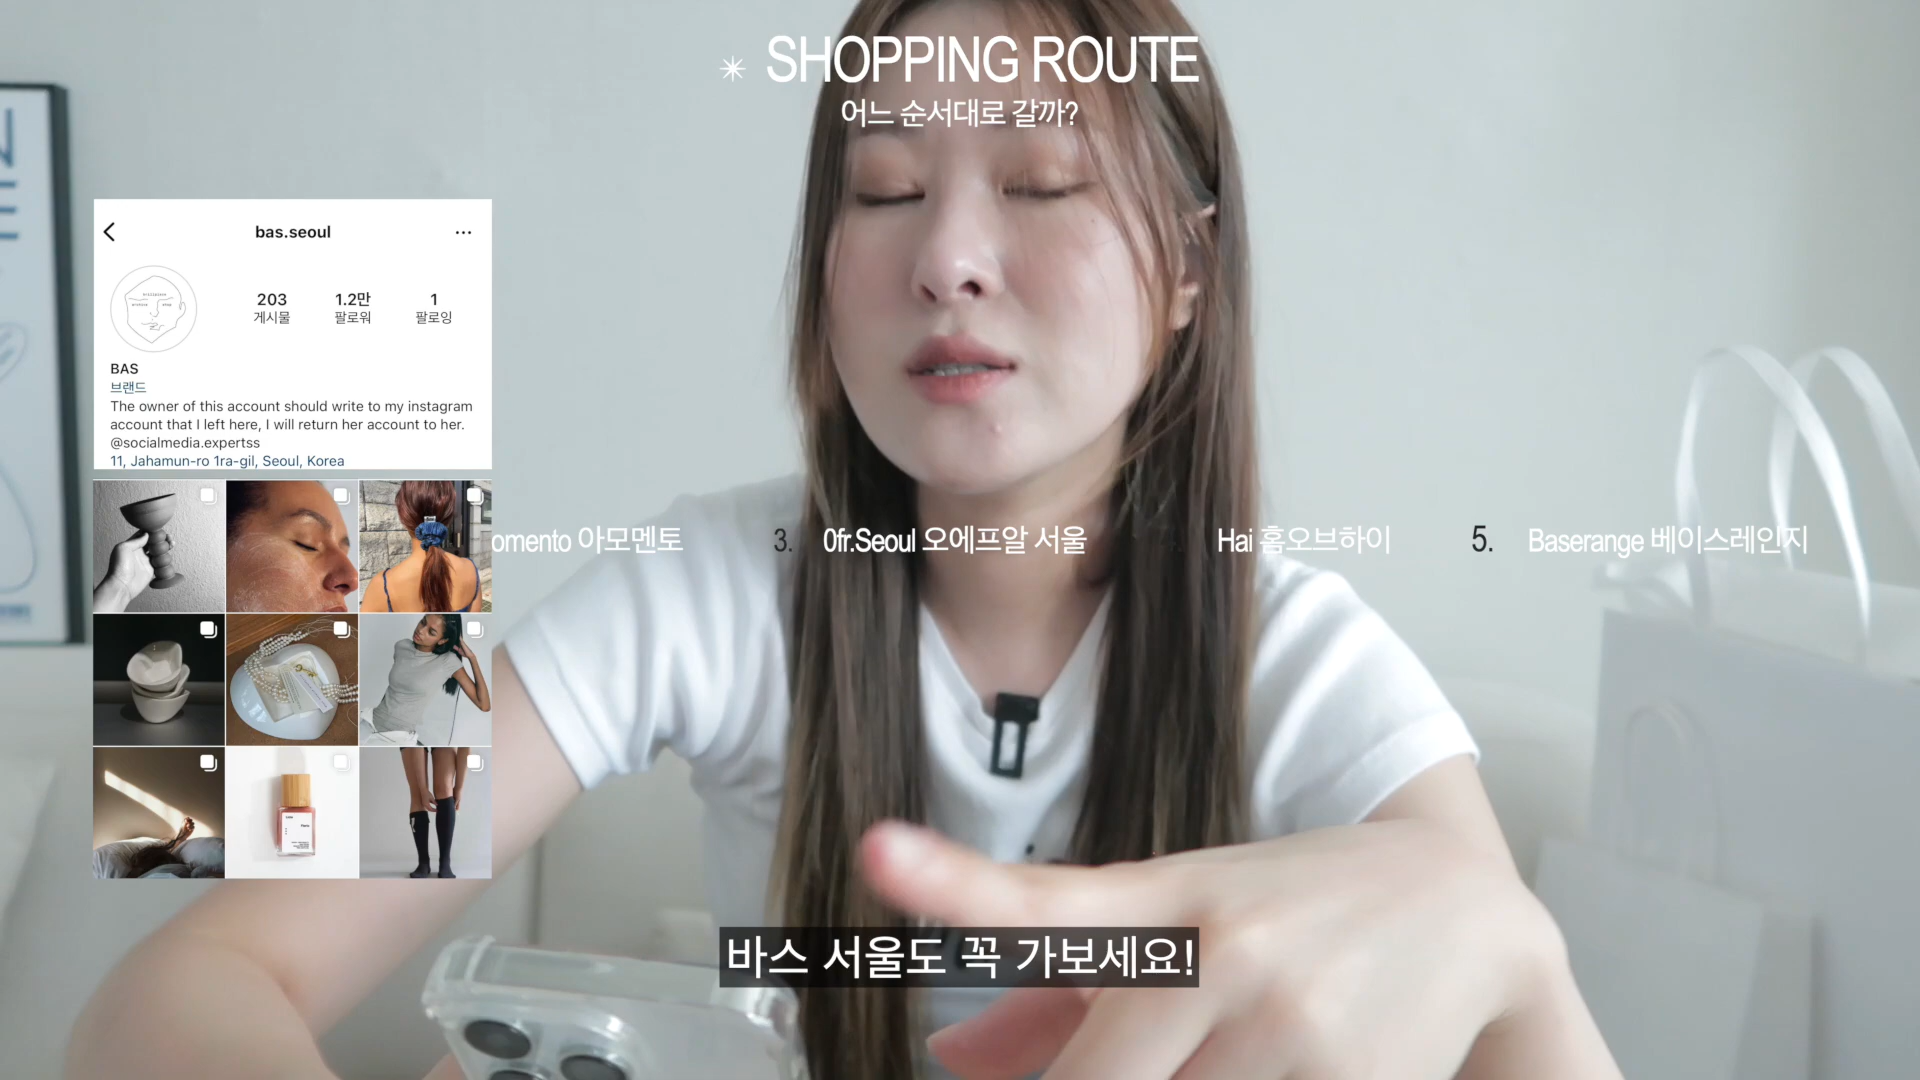 SHOPPING ROUTE
어느 순서대로 갈까?
bas.seoul
203
게시물
1.2만
팔로워
1
팔로잉
BAS
브랜드
The owner of this account should write to my instagram
account that I left here, I will return her account to her.
@socialmedia.expertss
11, Jahamun-ro 1ra-gil, Seoul, Korea
omento 아모멘토
3. 0fr.Seoul 오에프알 서울
Hai 홈오브하이
5. Baserange 베이스레인지
바스 서울도 꼭 가보세요!